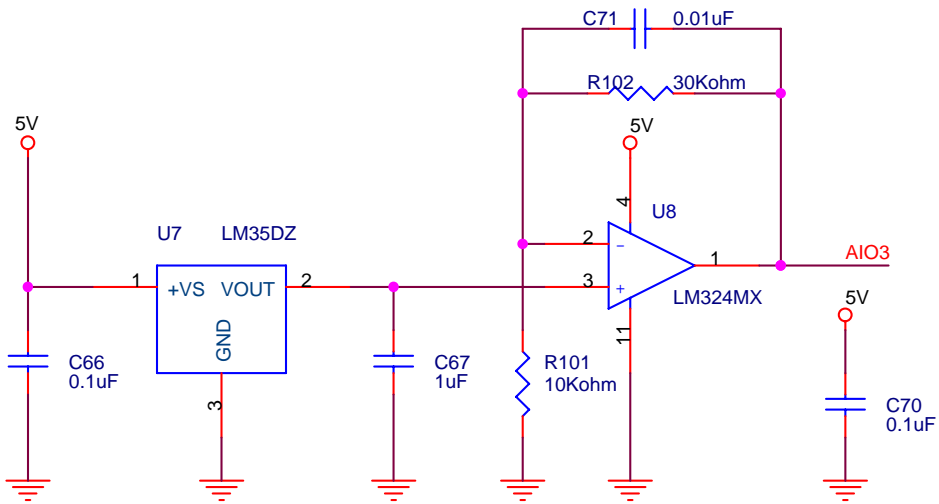 C71 0.01uF
R102 30Kohm
5V
5V
4
U8
U7 LM35DZ
2
1
AIO3
1
+VS VOUT
2
3
−
+
LM324MX
5V
GND
11
C66
0.1uF
C67
1uF
R101
10Kohm
3
C70
0.1uF